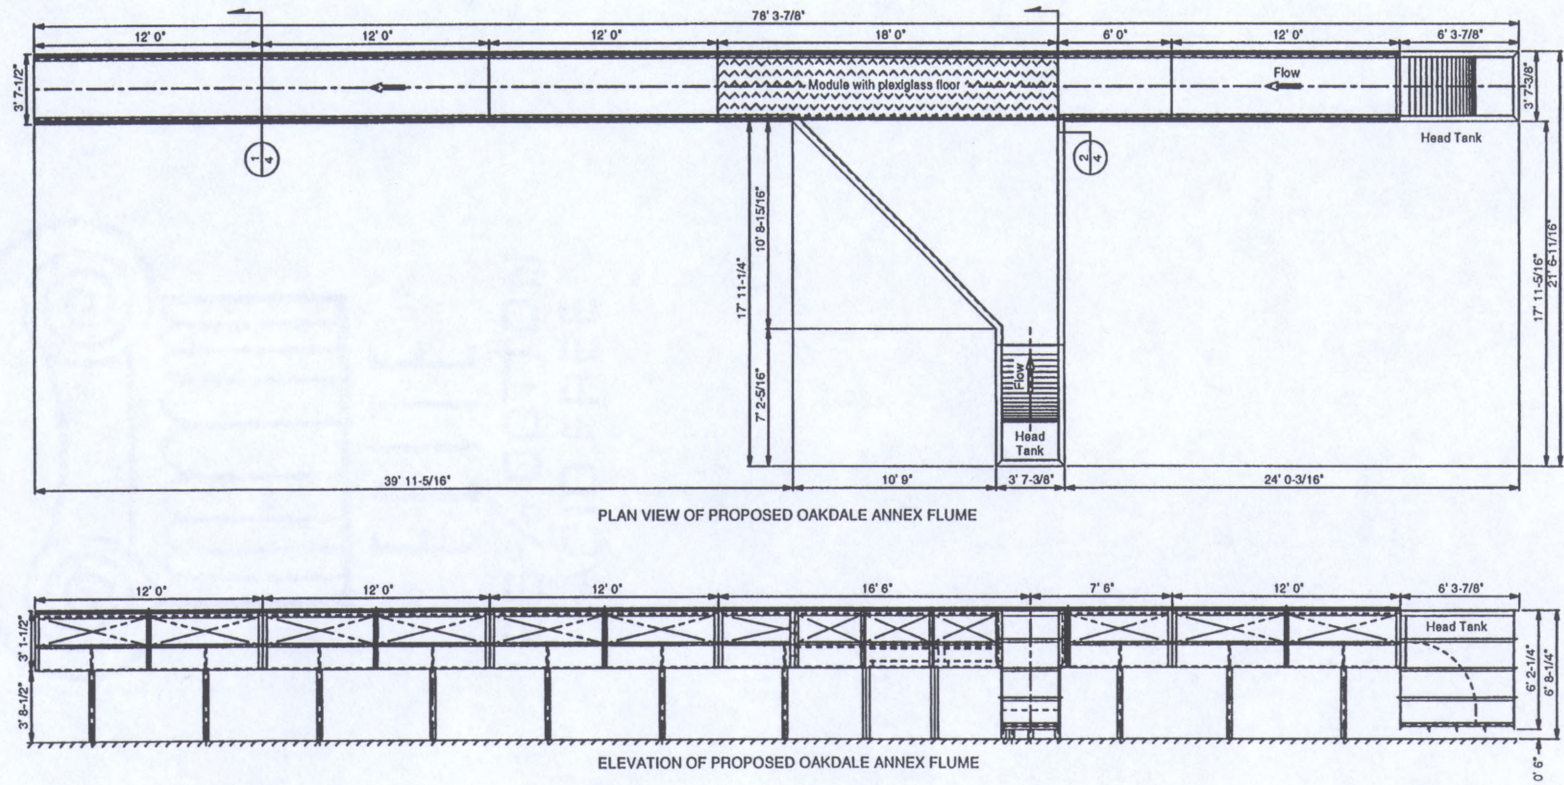 78' 3-7/8"
12' 0" 12' 0" 12' 0" 18' 0" 6' 0" 12' 0" 6' 3-7/8"
3' 7-1/2"
Module with plexiglass floor
Flow
3' 7-3/8"
Head Tank
1
4
2
4
10' 8-15/16"
17' 11-1/4"
7' 2-5/16"
17' 11-5/16"
21' 6-11/16"
Flow
Head
Tank
39' 11-5/16" 10' 9" 3' 7-3/8" 24' 0-3/16"
PLAN VIEW OF PROPOSED OAKDALE ANNEX FLUME
12' 0" 12' 0" 12' 0" 16' 6" 7' 6" 12' 0" 6' 3-7/8"
3' 1-1/2"
Head Tank
3' 8-1/2"
6' 2-1/4"
6' 8-1/4"
0' 6"
ELEVATION OF PROPOSED OAKDALE ANNEX FLUME